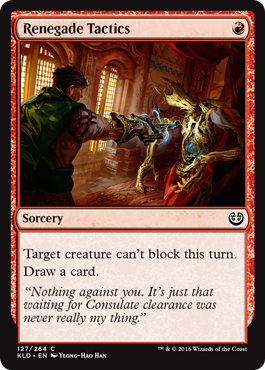 Renegade Tactics
Sorcery
Target creature can't block this turn.
Draw a card.
"Nothing against you. It's just that
waiting for Consulate clearance was
never really my thing."
127/264 C
KLD • EN Yeong-Hao Han
™ & © 2016 Wizards of the Coast